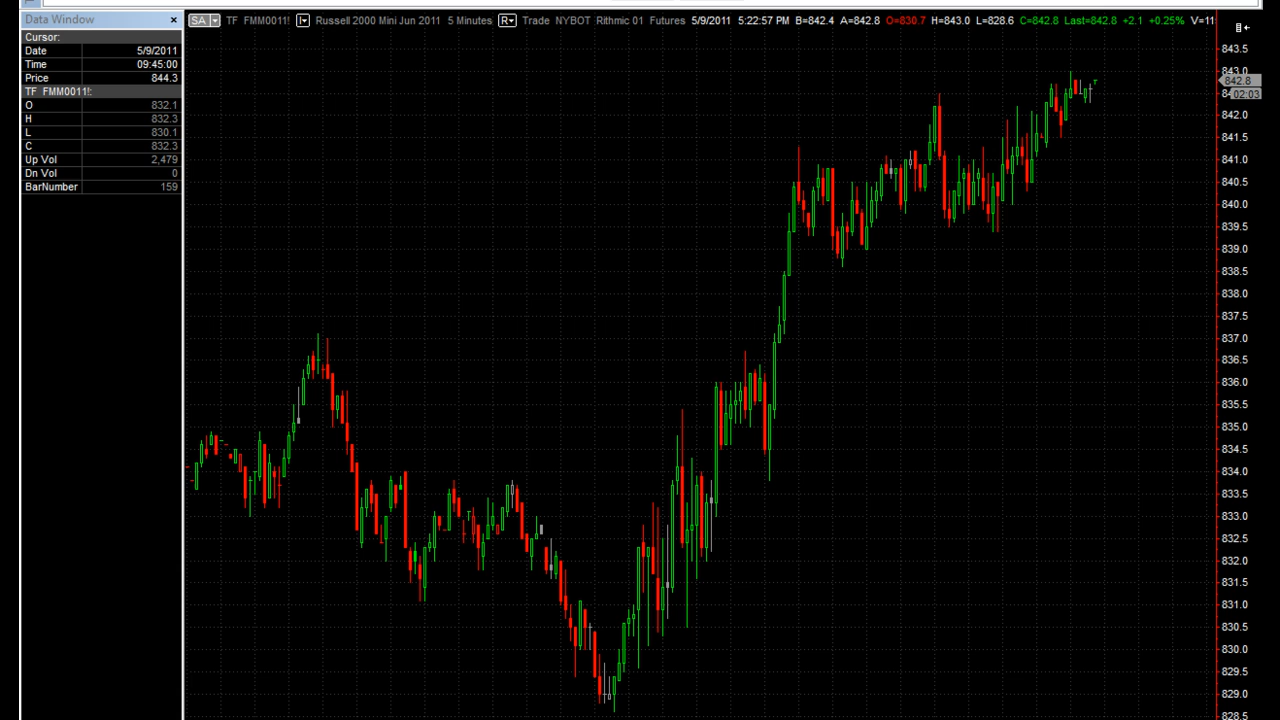 Data Window ×
Cursor:
Date 5/9/2011
Time 09:45:00
Price 844.3
TF FMM0011!:
O 832.1
H 832.3
L 830.1
C 832.3
Up Vol 2,479
Dn Vol 0
BarNumber 159
SA TF FMM0011! I Russell 2000 Mini Jun 2011 5 Minutes R Trade NYBOT Rithmic 01 Futures 5/9/2011 5:22:57 PM B=842.4 A=842.8 O=830.7 H=843.0 L=828.6 C=842.8 Last=842.8 +2.1 +0.25% V=11
843.5
843.0
842.8
02:03
842.0
841.5
841.0
840.5
840.0
839.5
839.0
838.5
838.0
837.5
837.0
836.5
836.0
835.5
835.0
834.5
834.0
833.5
833.0
832.5
832.0
831.5
831.0
830.5
830.0
829.5
829.0
828.5